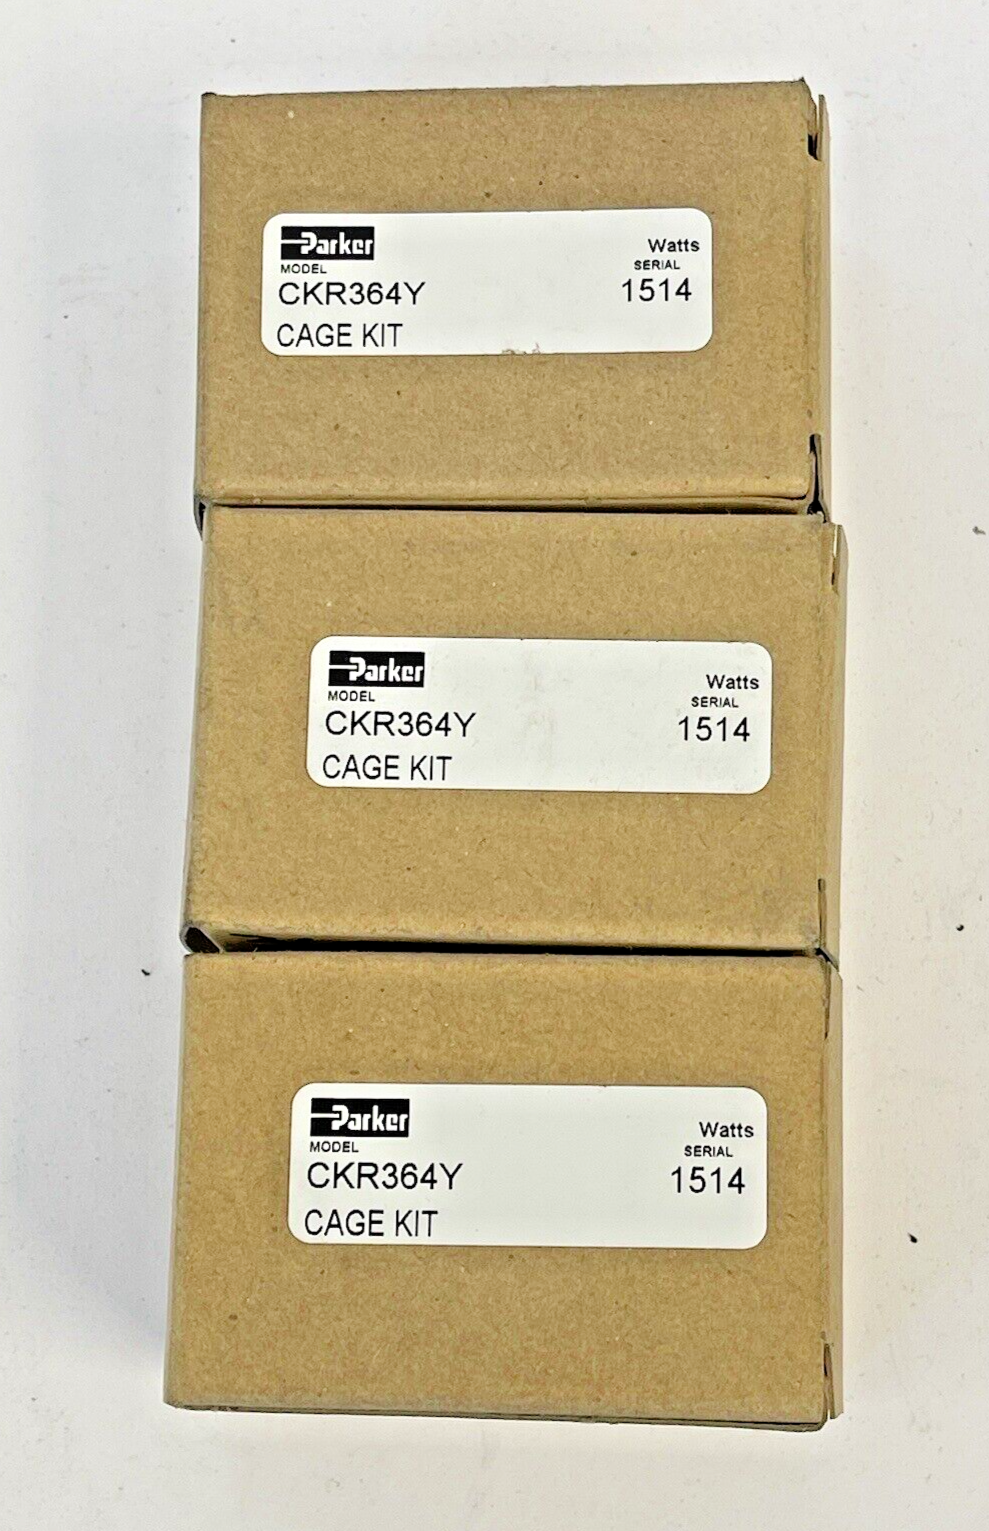 Parker Watts
MODEL SERIAL
CKR364Y 1514
CAGE KIT
Parker Watts
MODEL SERIAL
CKR364Y 1514
CAGE KIT
Parker Watts
MODEL SERIAL
CKR364Y 1514
CAGE KIT